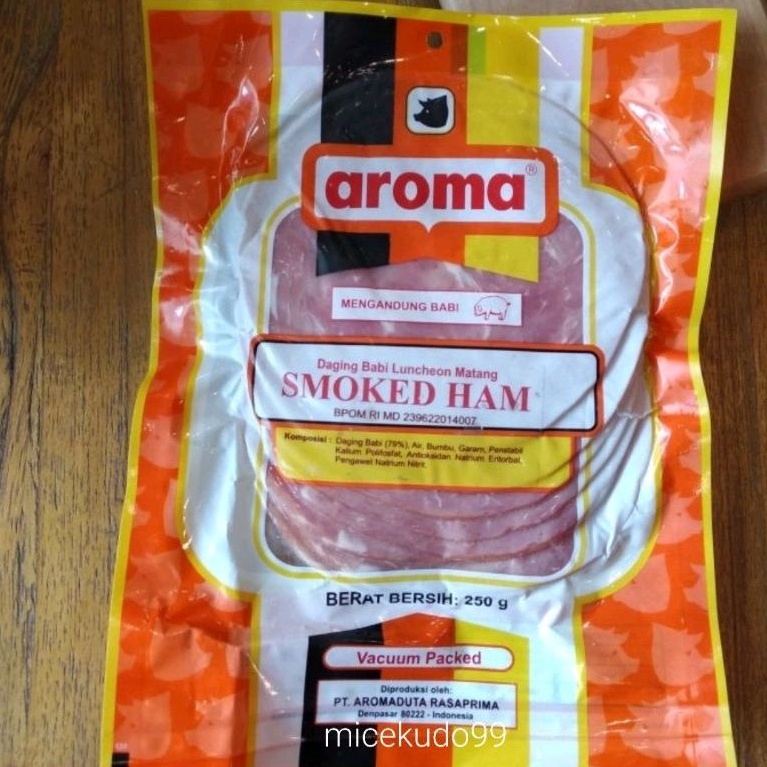 aroma®
MENGANDUNG BABI
Daging Babi Luncheon Matang
SMOKED HAM
BPOM RI MD 239622014007
Komposisi : Daging Babi (79%), Air, Bumbu, Garam, Penstabil
Kalium Polifosfat, Antioksidan Natrium Eritorbat,
Pengawet Natrium Nitrit.
BERAT BERSIH: 250 g
Vacuum Packed
Diproduksi oleh:
PT. AROMADUTA RASAPRIMA
Denpasar 80222 - Indonesia
micekudo99